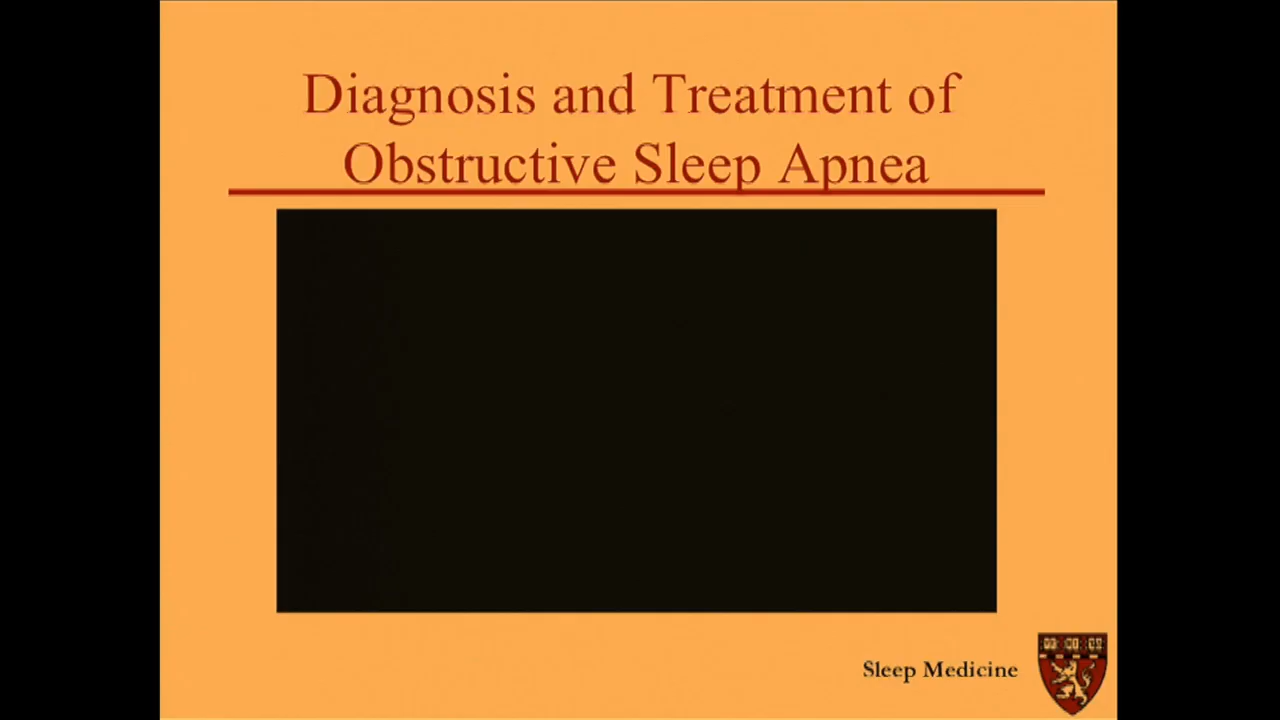 Diagnosis and Treatment of
Obstructive Sleep Apnea
Sleep Medicine